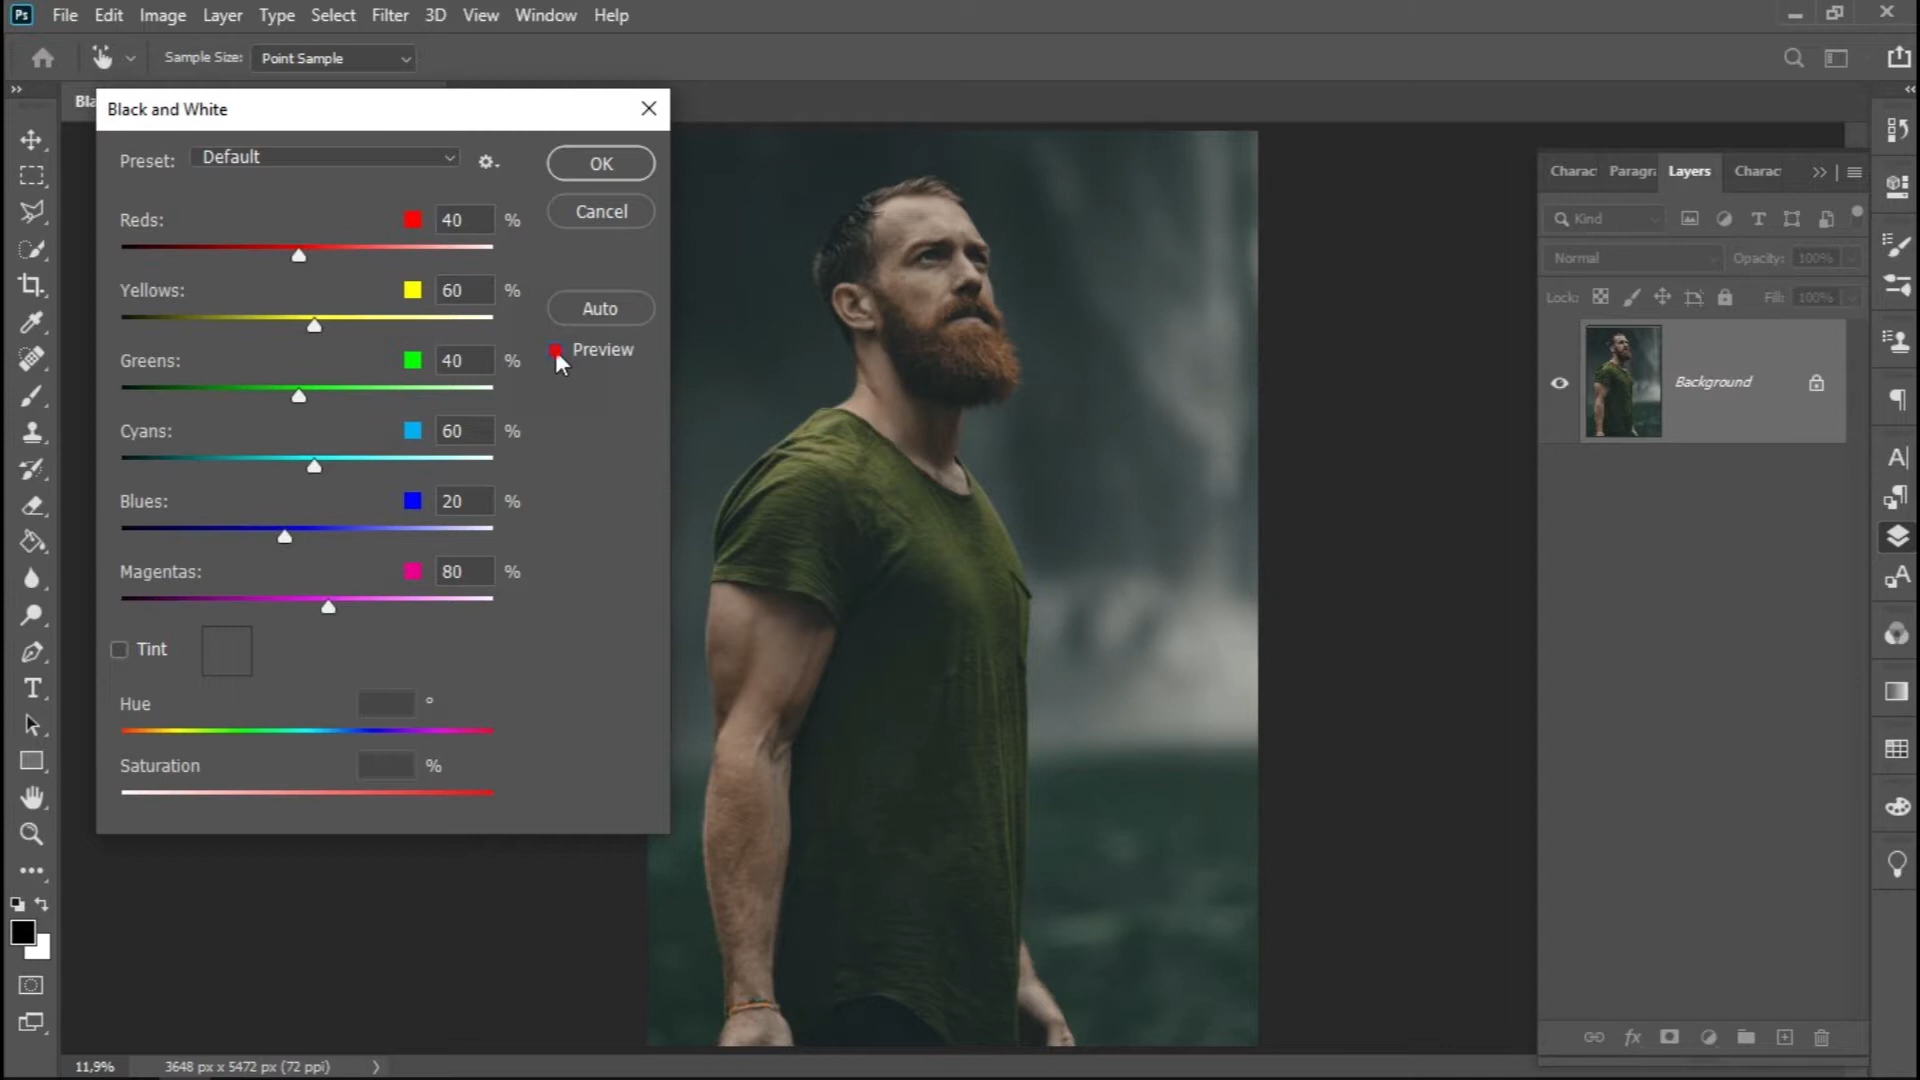 Ps File Edit Image Layer Type Select Filter 3D View Window Help
Sample Size: Point Sample
Bla
Black and White
Preset: Default
OK
Cancel
Auto
Preview
Reds: 40 %
Yellows: 60 %
Greens: 40 %
Cyans: 60 %
Blues: 20 %
Magentas: 80 %
Tint
Hue °
Saturation %
Charac Paragra Layers Charac
Kind
Normal Opacity: 100%
Lock: Fill: 100%
Background
fx
11,9% 3648 px x 5472 px (72 ppi)